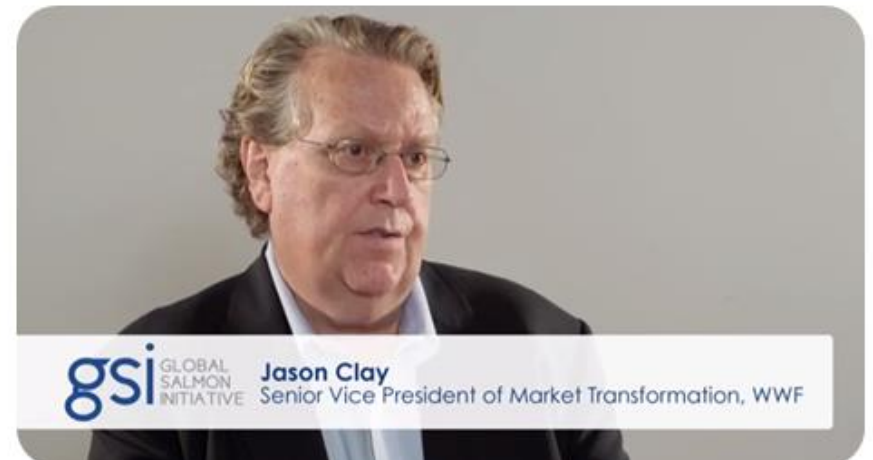 gsi
GLOBAL
SALMON
INITIATIVE
Jason Clay
Senior Vice President of Market Transformation, WWF